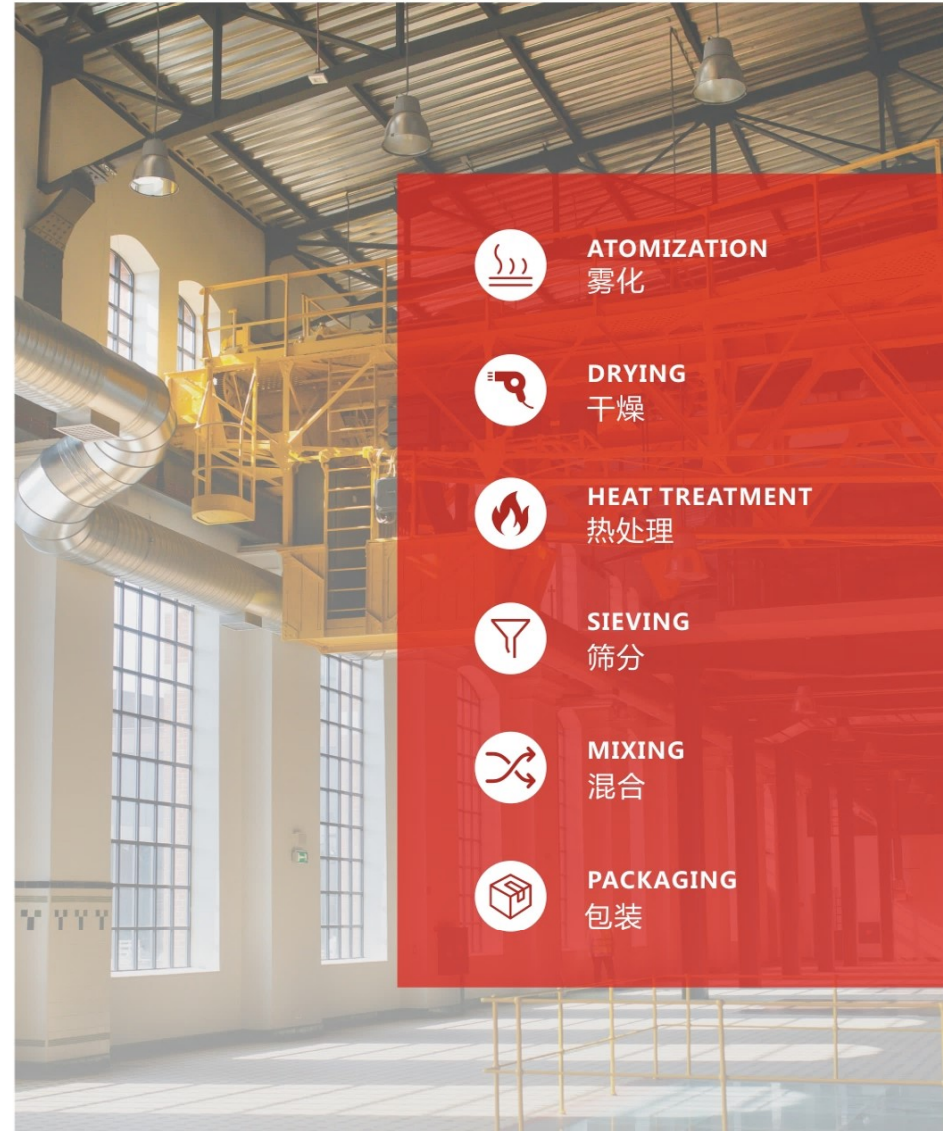 ATOMIZATION
雾化
DRYING
干燥
HEAT TREATMENT
热处理
SIEVING
筛分
MIXING
混合
PACKAGING
包装